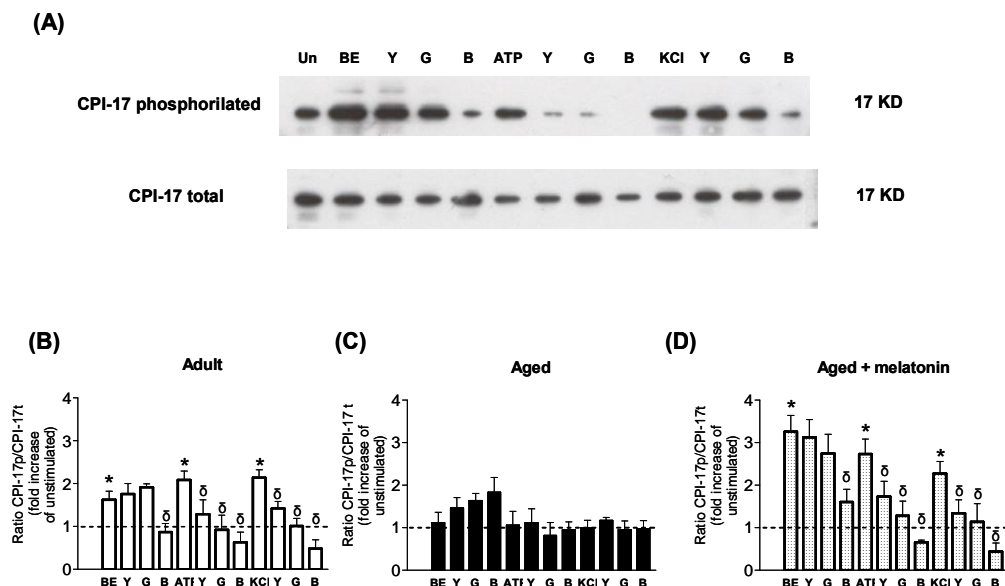 (A)
Un BE Y G B ATP Y G B KCl Y G B
CPI-17 phosphorilated 17 KD
CPI-17 total 17 KD
(B) (C) (D)
Adult Aged Aged + melatonin
Ratio CPI-17p/CPI-17t
(fold increase
of unstimulated)
4
3
2
1
0
* * *
δ δ δ δ δ δ δ
BE Y G B ATP Y G B KCl Y G B
Ratio CPI-17p/CPI-17 t
(fold increase of
unstimulated)
4
3
2
1
0
BE Y G B ATP Y G B KCl Y G B
Ratio CPI-17p/CPI-17t
(fold increase of
unstimulated)
4
3
2
1
0
* * *
δ δ δ δ δ δ δ
BE Y G B ATP Y G B KCl Y G B